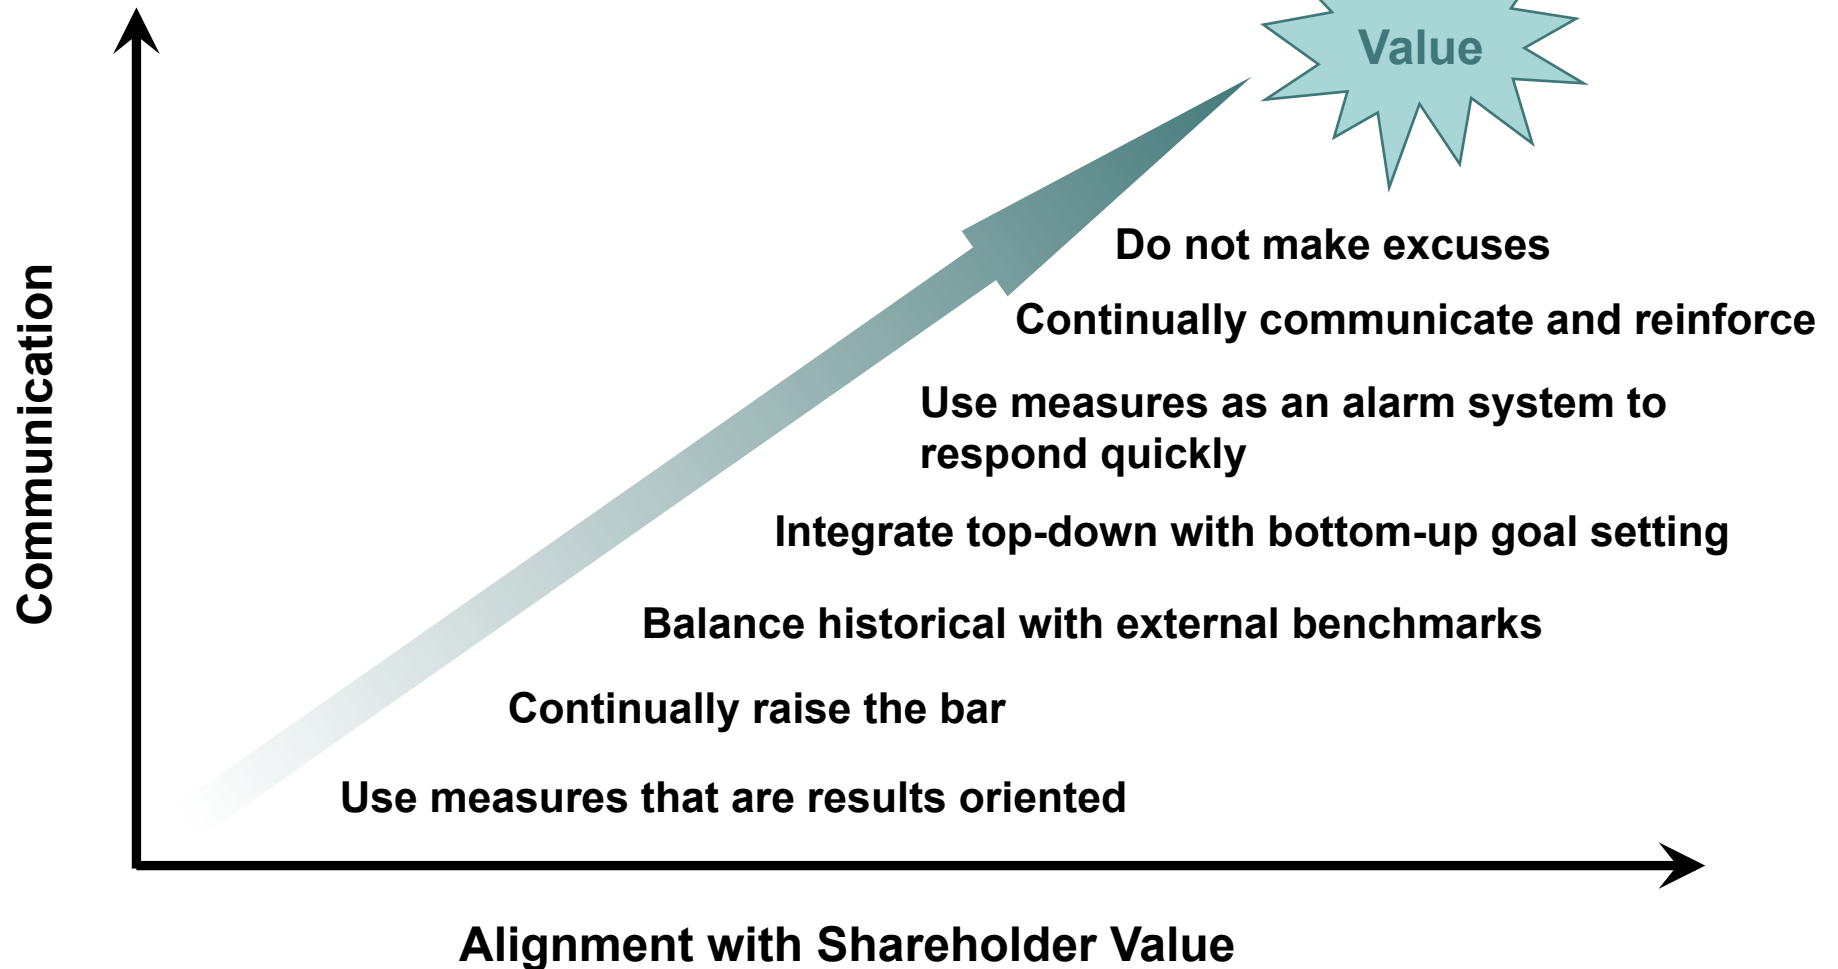 Value
Do not make excuses
Continually communicate and reinforce
Use measures as an alarm system to
respond quickly
Integrate top-down with bottom-up goal setting
Balance historical with external benchmarks
Continually raise the bar
Use measures that are results oriented
Communication
Alignment with Shareholder Value